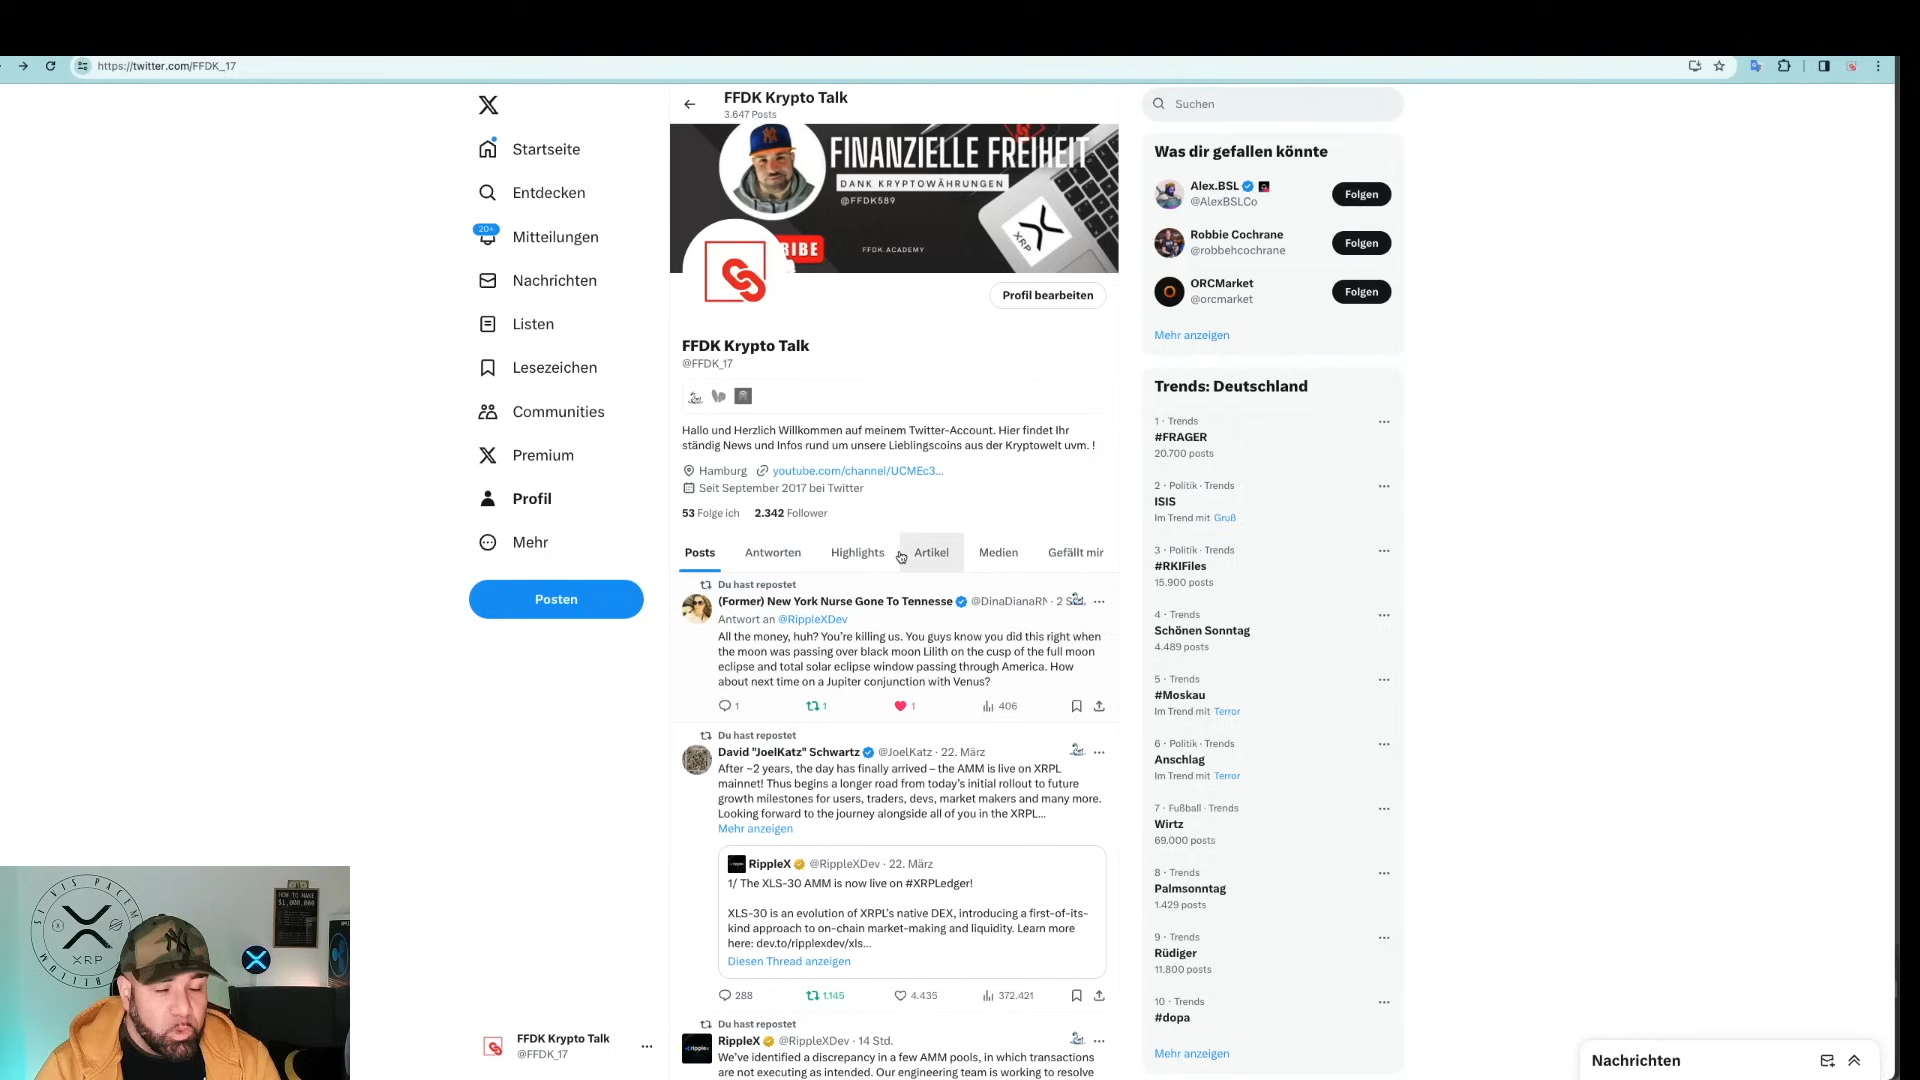 https://twitter.com/FFDK_17
FFDK Krypto Talk
3.647 Posts
Startseite
Entdecken
20+
Mitteilungen
Nachrichten
Listen
Lesezeichen
Communities
Premium
Profil
Mehr
Posten
FINANZIELLE FREIHEIT
DANK KRYPTOWÄHRUNGEN
@FFDK589
IBE
FFDK.ACADEMY
XRP
Profil bearbeiten
FFDK Krypto Talk
@FFDK_17
Hallo und Herzlich Willkommen auf meinem Twitter-Account. Hier findet Ihr
ständig News und Infos rund um unsere Lieblingscoins aus der Kryptowelt uvm. !
Hamburg youtube.com/channel/UCMEc3...
Seit September 2017 bei Twitter
53 Folge ich 2.342 Follower
Posts Antworten Highlights Artikel Medien Gefällt mir
Du hast repostet
(Former) New York Nurse Gone To Tennesse @DinaDianaRN · 2 S
Antwort an @RippleXDev
All the money, huh? You're killing us. You guys know you did this right when
the moon was passing over black moon Lilith on the cusp of the full moon
eclipse and total solar eclipse window passing through America. How
about next time on a Jupiter conjunction with Venus?
1 1 1 406
Du hast repostet
David "JoelKatz" Schwartz @JoelKatz · 22. März
After ~2 years, the day has finally arrived – the AMM is live on XRPL
mainnet! Thus begins a longer road from today's initial rollout to future
growth milestones for users, traders, devs, market makers and many more.
Looking forward to the journey alongside all of you in the XRPL...
Mehr anzeigen
RippleX @RippleXDev · 22. März
1/ The XLS-30 AMM is now live on #XRPLedger!
XLS-30 is an evolution of XRPL's native DEX, introducing a first-of-its-
kind approach to on-chain market-making and liquidity. Learn more
here: dev.to/ripplexdev/xls...
Diesen Thread anzeigen
288 1.145 4.435 372.421
Du hast repostet
RippleX @RippleXDev · 14 Std.
We've identified a discrepancy in a few AMM pools, in which transactions
are not executing as intended. Our engineering team is working to resolve
Suchen
Was dir gefallen könnte
Alex.BSL
@AlexBSLCo
Folgen
Robbie Cochrane
@robbehcochrane
Folgen
ORCMarket
@orcmarket
Folgen
Mehr anzeigen
Trends: Deutschland
1 · Trends
#FRAGER
20.700 posts
2 · Politik · Trends
ISIS
Im Trend mit Gruß
3 · Politik · Trends
#RKIFiles
15.900 posts
4 · Trends
Schönen Sonntag
4.489 posts
5 · Trends
#Moskau
Im Trend mit Terror
6 · Politik · Trends
Anschlag
Im Trend mit Terror
7 · Fußball · Trends
Wirtz
69.000 posts
8 · Trends
Palmsonntag
1.429 posts
9 · Trends
Rüdiger
11.800 posts
10 · Trends
#dopa
Mehr anzeigen
SI VIS PACEM
BELLUM
XRP
HOW TO MAKE
$1,000,000
FFDK Krypto Talk
@FFDK_17
Nachrichten